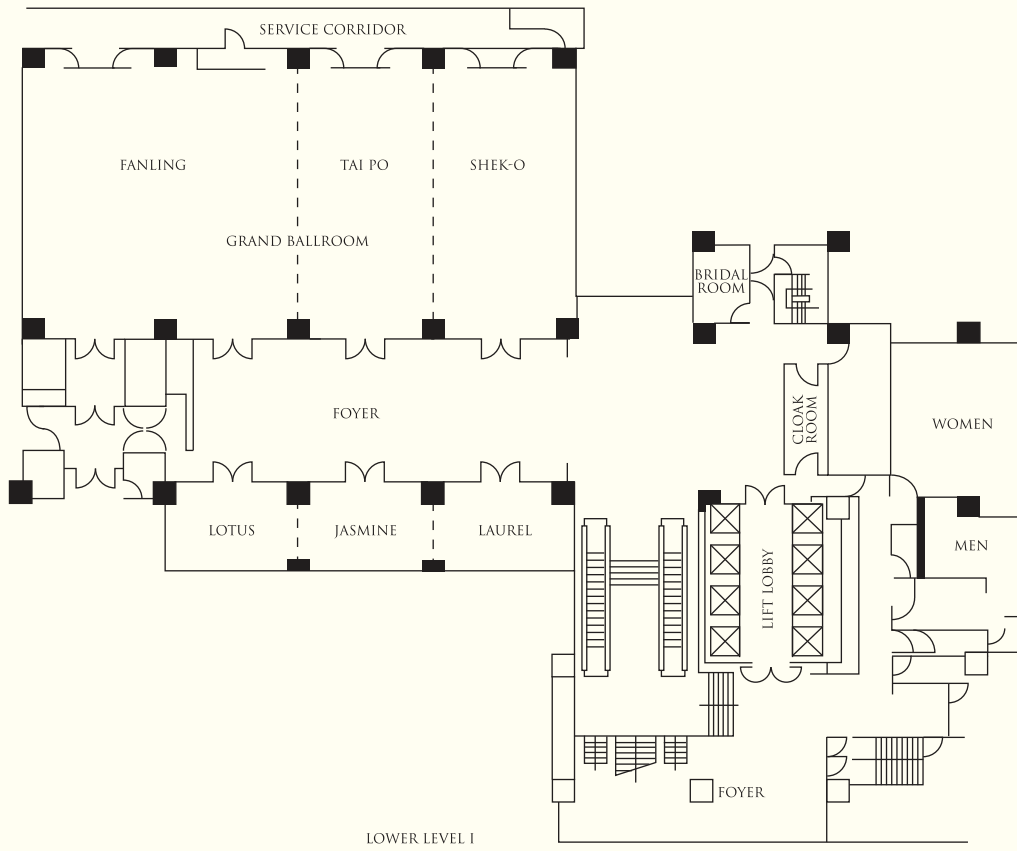 SERVICE CORRIDOR
FANLING
TAI PO
SHEK-O
GRAND BALLROOM
BRIDAL
ROOM
FOYER
CLOAK
ROOM
WOMEN
LOTUS
JASMINE
LAUREL
LIFT LOBBY
MEN
FOYER
LOWER LEVEL I